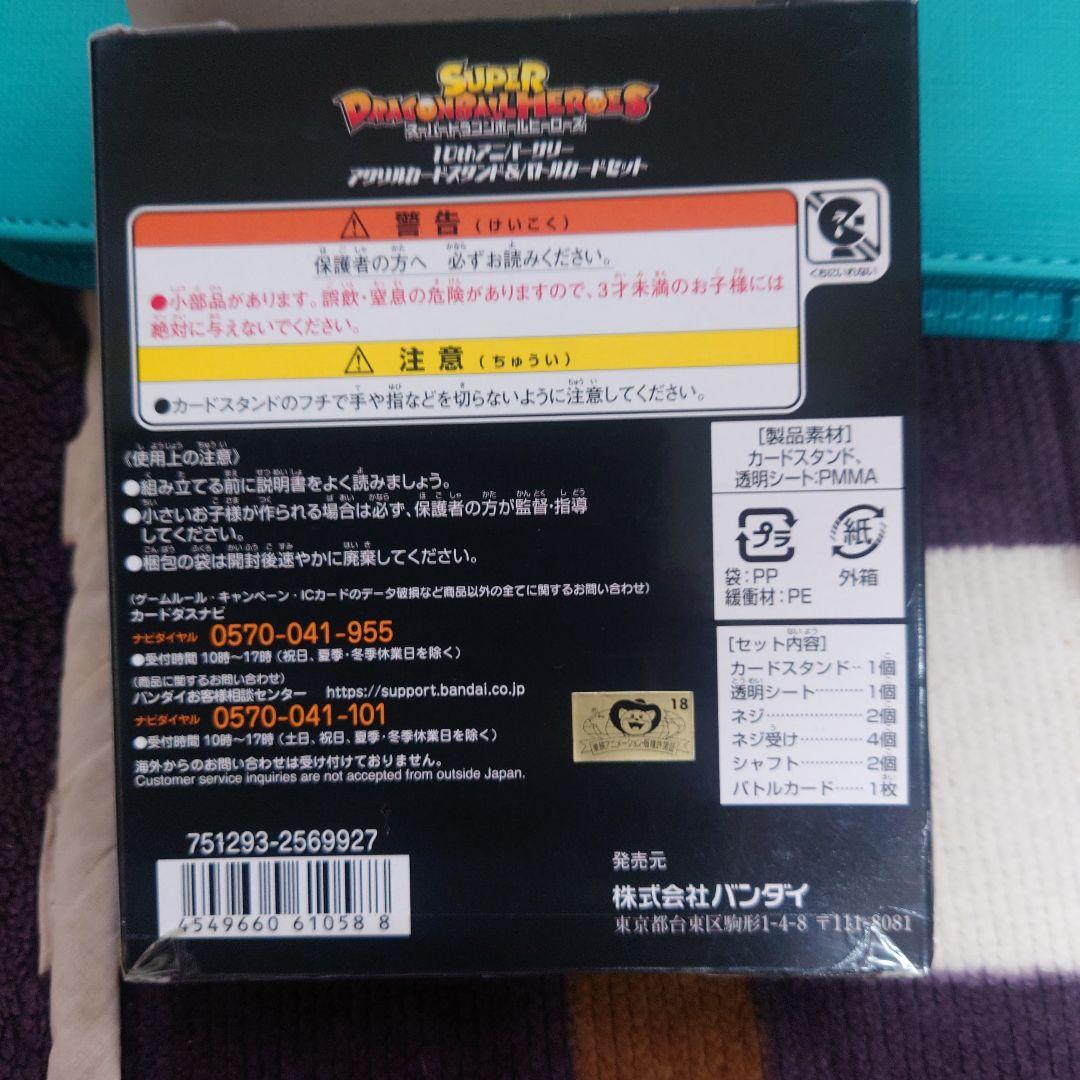 SUPER
DRAGONBALL HEROES
スーパードラゴンボールヒーローズ
10thアニバーサリー
アクリルカードスタンド&バトルカードセット
警告(けいこく)
保護者の方へ 必ずお読みください。
●小部品があります。誤飲・窒息の危険がありますので、3才未満のお子様には
絶対に与えないでください。
注意(ちゅうい)
●カードスタンドのフチで手や指などを切らないように注意してください。
くちにいれない
〈使用上の注意〉
●組み立てる前に説明書をよく読みましょう。
●小さいお子様が作られる場合は必ず、保護者の方が監督・指導
してください。
●梱包の袋は開封後速やかに廃棄してください。
(ゲームルール・キャンペーン・ICカードのデータ破損など商品以外の全てに関するお問い合わせ)
カードダスナビ
ナビダイヤル 0570-041-955
●受付時間 10時〜17時(祝日、夏季・冬季休業日を除く)
(商品に関するお問い合わせ)
バンダイお客様相談センター https://support.bandai.co.jp
ナビダイヤル 0570-041-101
●受付時間 10時〜17時(土日、祝日、夏季・冬季休業日を除く)
海外からのお問い合わせは受け付けておりません。
Customer service inquiries are not accepted from outside Japan.
[製品素材]
カードスタンド、
透明シート:PMMA
プラ
紙
袋:PP
緩衝材:PE
外箱
[セット内容]
カードスタンド‥1個
透明シート………1個
ネジ………………2個
ネジ受け…………4個
シャフト…………2個
バトルカード……1枚
18
東映アニメーション版権許諾証
751293-2569927
4549660 61058 8
発売元
株式会社バンダイ
東京都台東区駒形1-4-8 〒111-8081